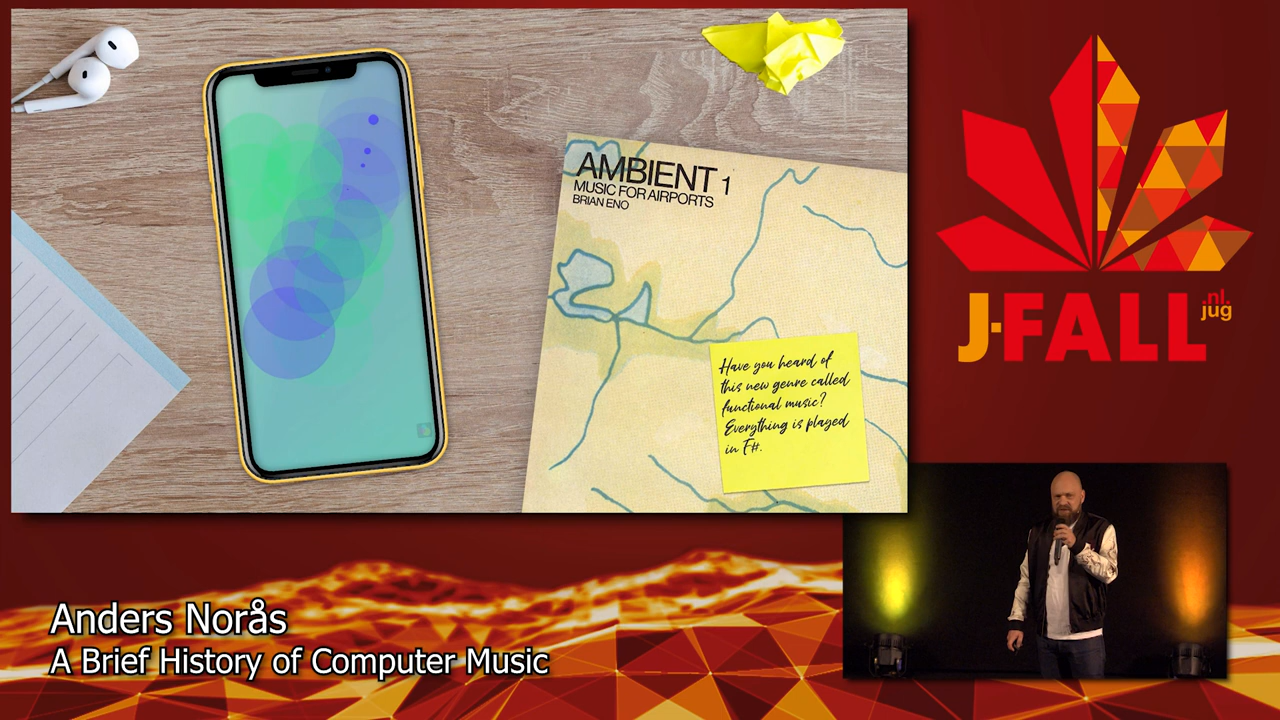 AMBIENT 1
MUSIC FOR AIRPORTS
BRIAN ENO
Have you heard of
this new genre called
functional music?
Everything is played
in F#.
J-FALL
.nl.
jug
Anders Norås
A Brief History of Computer Music